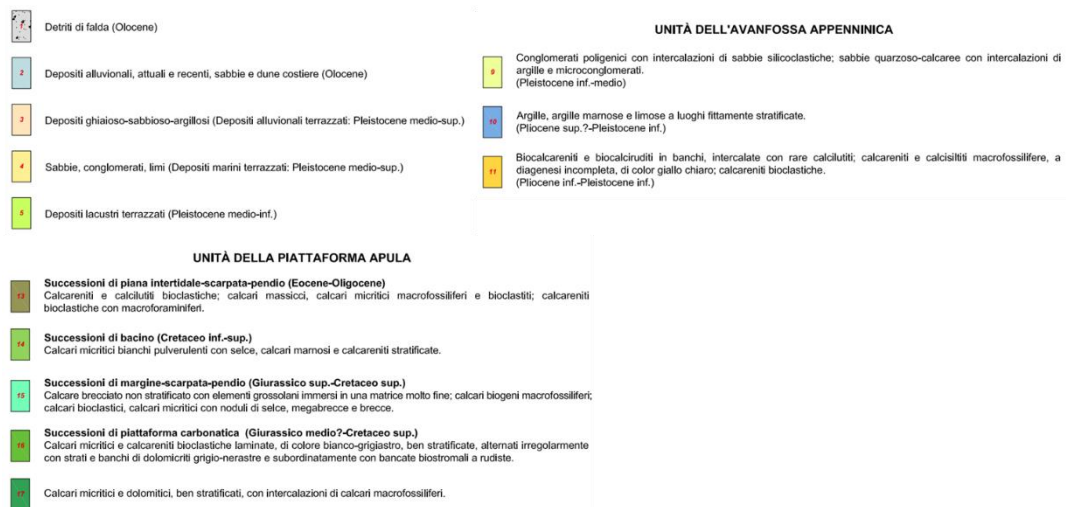 1
Detriti di falda (Olocene)
2
Depositi alluvionali, attuali e recenti, sabbie e dune costiere (Olocene)
3
Depositi ghiaioso-sabbioso-argillosi (Depositi alluvionali terrazzati: Pleistocene medio-sup.)
4
Sabbie, conglomerati, limi (Depositi marini terrazzati: Pleistocene medio-sup.)
5
Depositi lacustri terrazzati (Pleistocene medio-inf.)
UNITÀ DELL'AVANFOSSA APPENNINICA
9
Conglomerati poligenici con intercalazioni di sabbie silicoclastiche; sabbie quarzoso-calcaree con intercalazioni di
argille e microconglomerati.
(Pleistocene inf.-medio)
10
Argille, argille marnose e limose a luoghi fittamente stratificate.
(Pliocene sup.?-Pleistocene inf.)
11
Biocalcareniti e biocalciruditi in banchi, intercalate con rare calcilutiti; calcareniti e calcisiltiti macrofossilifere, a
diagenesi incompleta, di color giallo chiaro; calcareniti bioclastiche.
(Pliocene inf.-Pleistocene inf.)
UNITÀ DELLA PIATTAFORMA APULA
13
Successioni di piana intertidale-scarpata-pendio (Eocene-Oligocene)
Calcareniti e calcilutiti bioclastiche; calcari massicci, calcari micritici macrofossiliferi e bioclastiti; calcareniti
bioclastiche con macroforaminiferi.
14
Successioni di bacino (Cretaceo inf.-sup.)
Calcari micritici bianchi pulverulenti con selce, calcari marnosi e calcareniti stratificate.
15
Successioni di margine-scarpata-pendio (Giurassico sup.-Cretaceo sup.)
Calcare brecciato non stratificato con elementi grossolani immersi in una matrice molto fine; calcari biogeni macrofossiliferi;
calcari bioclastici, calcari micritici con noduli di selce, megabrecce e brecce.
16
Successioni di piattaforma carbonatica (Giurassico medio?-Cretaceo sup.)
Calcari micritici e calcareniti bioclastiche laminate, di colore bianco-grigiastro, ben stratificate, alternati irregolarmente
con strati e banchi di dolomicriti grigio-nerastre e subordinatamente con bancate biostromali a rudiste.
17
Calcari micritici e dolomitici, ben stratificati, con intercalazioni di calcari macrofossiliferi.